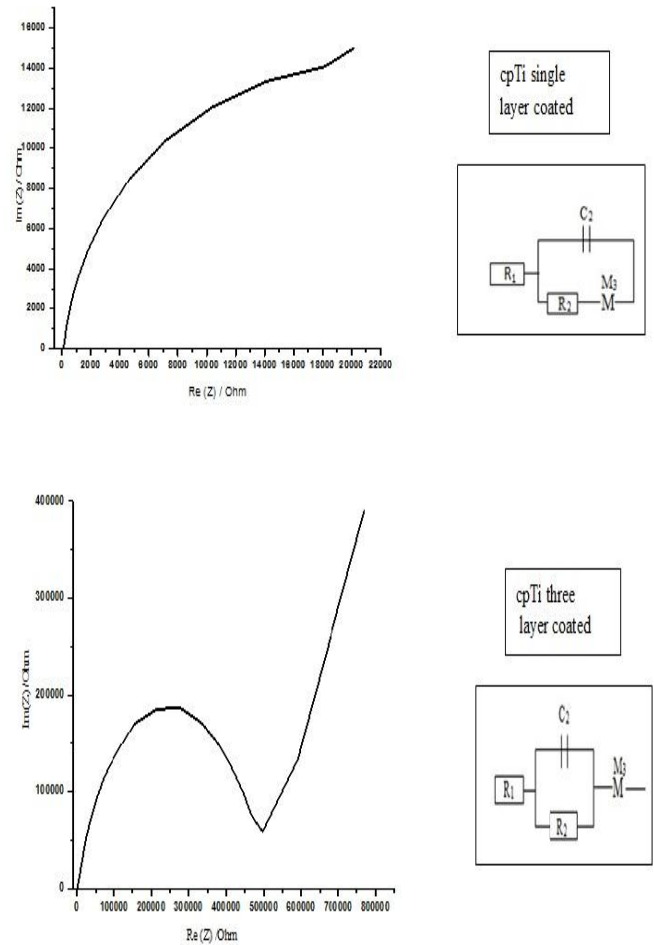 16000
14000
12000
10000
8000
6000
4000
2000
0
Im(Z) / Ohm
0 2000 4000 6000 8000 10000 12000 14000 16000 18000 20000 22000
Re (Z) / Ohm
cpTi single
layer coated
C2
R1
M3
R2 M
400000
300000
200000
100000
0
Im(Z)/Ohm
0 100000 200000 300000 400000 500000 600000 700000 800000
Re (Z) /Ohm
cpTi three
layer coated
C2
M3
R1 M
R2